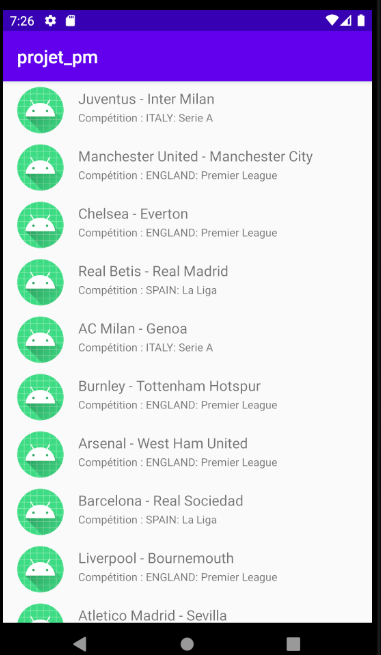 7:26
projet_pm
Juventus - Inter Milan
Compétition : ITALY: Serie A
Manchester United - Manchester City
Compétition : ENGLAND: Premier League
Chelsea - Everton
Compétition : ENGLAND: Premier League
Real Betis - Real Madrid
Compétition : SPAIN: La Liga
AC Milan - Genoa
Compétition : ITALY: Serie A
Burnley - Tottenham Hotspur
Compétition : ENGLAND: Premier League
Arsenal - West Ham United
Compétition : ENGLAND: Premier League
Barcelona - Real Sociedad
Compétition : SPAIN: La Liga
Liverpool - Bournemouth
Compétition : ENGLAND: Premier League
Atletico Madrid - Sevilla